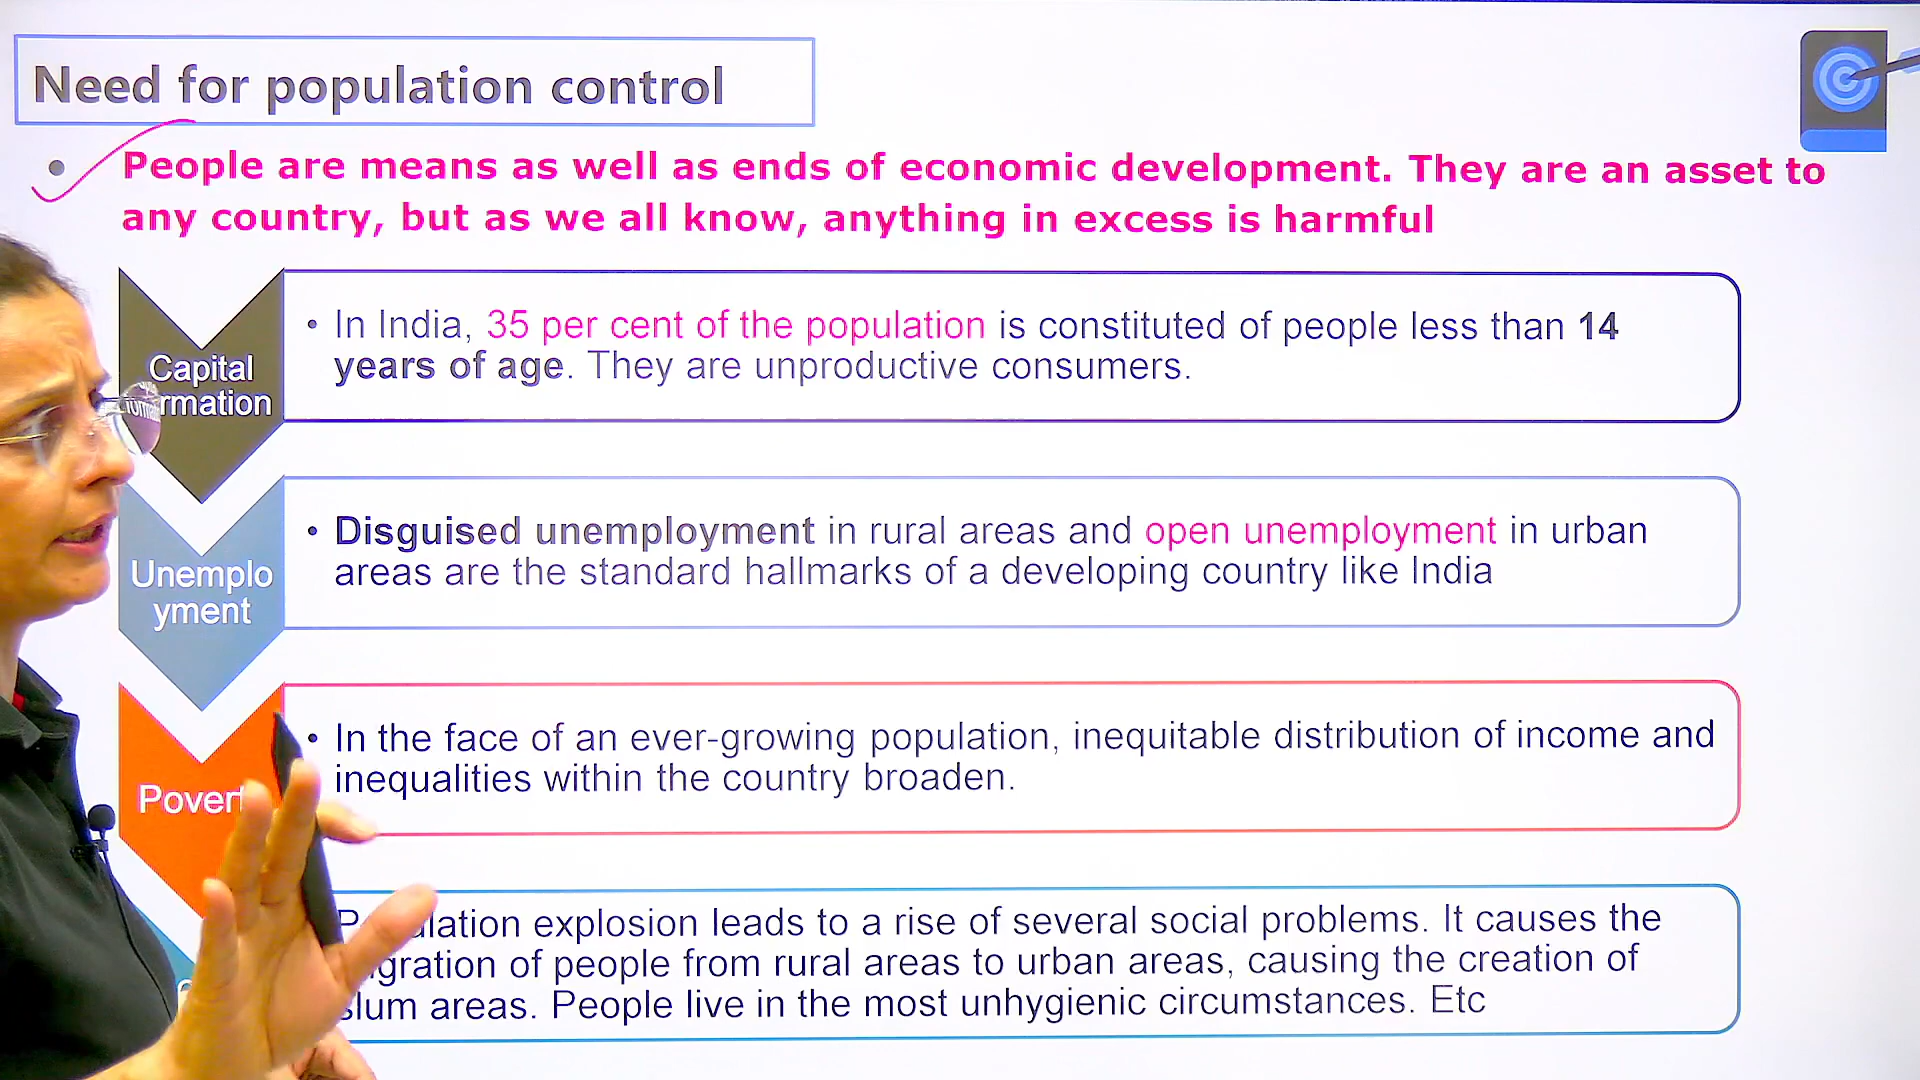 Need for population control
• People are means as well as ends of economic development. They are an asset to
any country, but as we all know, anything in excess is harmful
Capital
rmation
• In India, 35 per cent of the population is constituted of people less than 14
years of age. They are unproductive consumers.
Unemplo
yment
• Disguised unemployment in rural areas and open unemployment in urban
areas are the standard hallmarks of a developing country like India
Povert
• In the face of an ever-growing population, inequitable distribution of income and
inequalities within the country broaden.
lation explosion leads to a rise of several social problems. It causes the
gration of people from rural areas to urban areas, causing the creation of
slum areas. People live in the most unhygienic circumstances. Etc